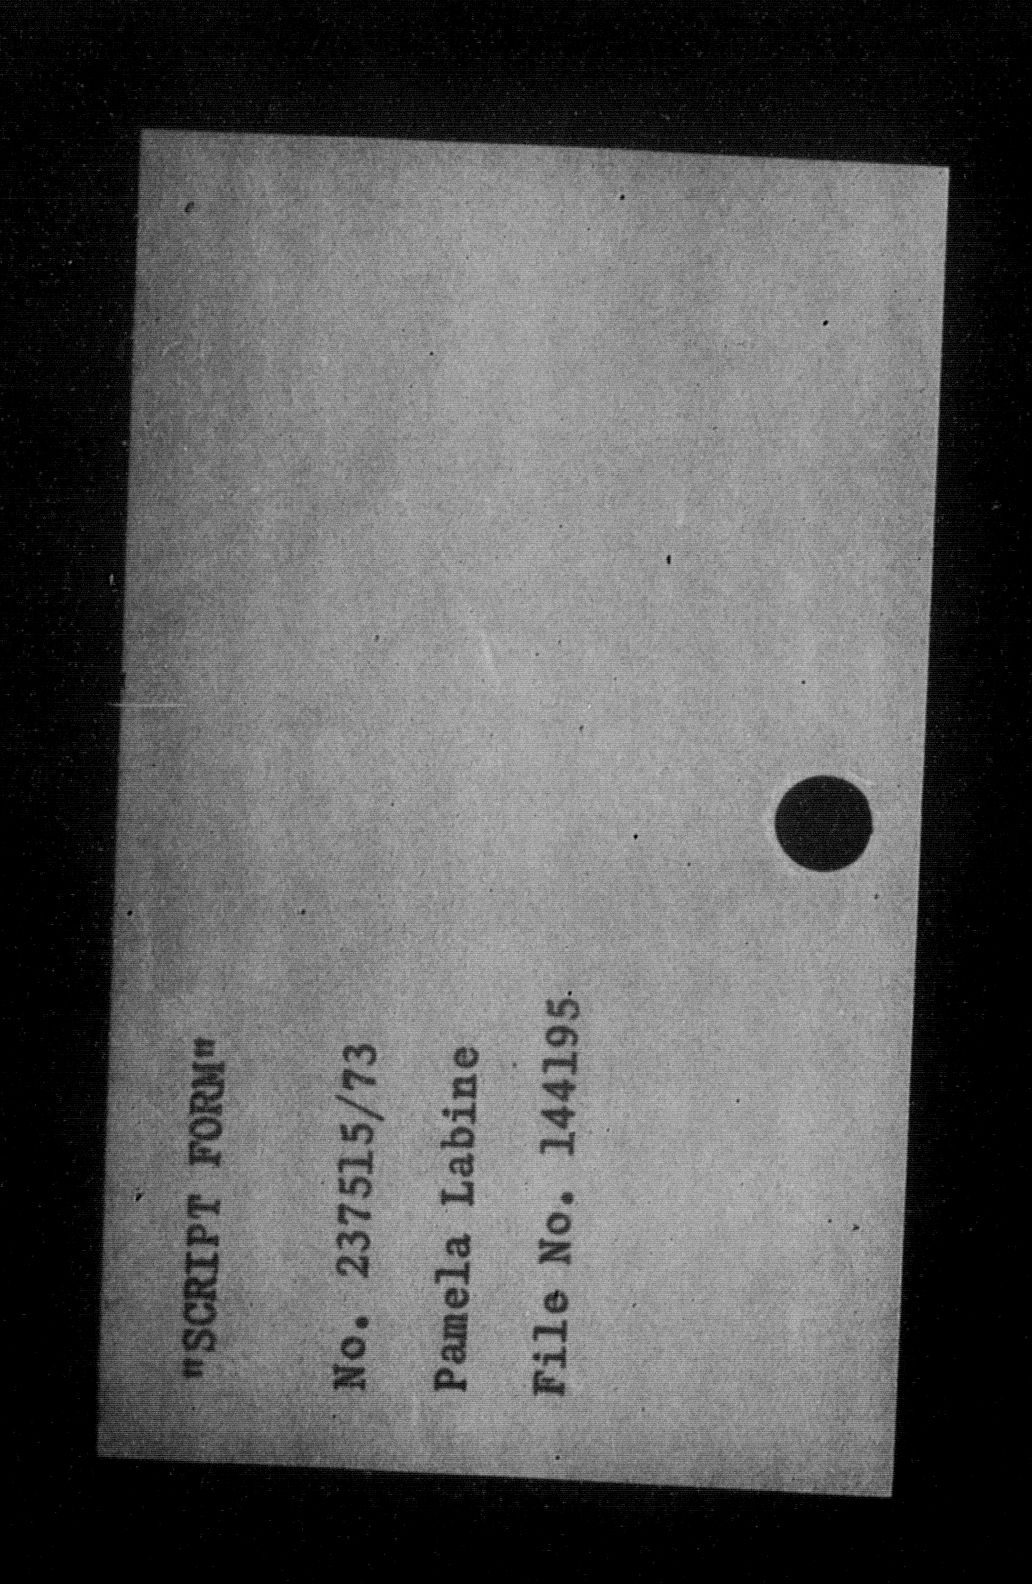 "SCRIPT FORM"
No. 237515/73
Pamela Labine
File No. 144195